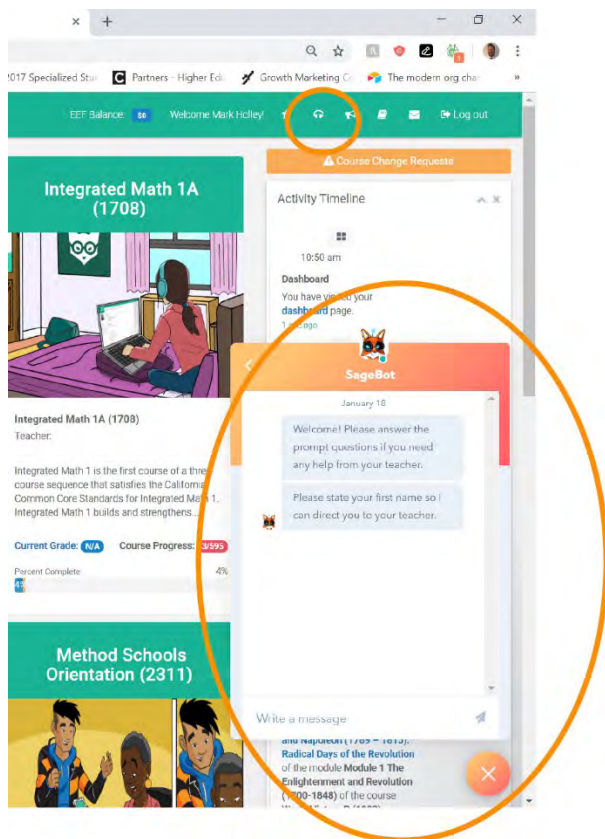 2017 Specialized Stu
Partners - Higher Edu
Growth Marketing Co
The modern org char
»
EEF Balance: $0 Welcome Mark Holley! Log out
Integrated Math 1A
(1708)
Integrated Math 1A (1708)
Teacher:
Integrated Math 1 is the first course of a three
course sequence that satisfies the California
Common Core Standards for Integrated Math 1.
Integrated Math 1 builds and strengthens...
Current Grade: N/A Course Progress: 3/595
Percent Complete 4%
Method Schools
Orientation (2311)
Course Change Requests
Activity Timeline
10:50 am
Dashboard
You have viewed your
dashboard page.
ago
SageBot
January 18
Welcome! Please answer the
prompt questions if you need
any help from your teacher.
Please state your first name so I
can direct you to your teacher.
Write a message
and Napoleon (1789 – 1815):
Radical Days of the Revolution
of the module Module 1 The
Enlightenment and Revolution
(1700-1848) of the course